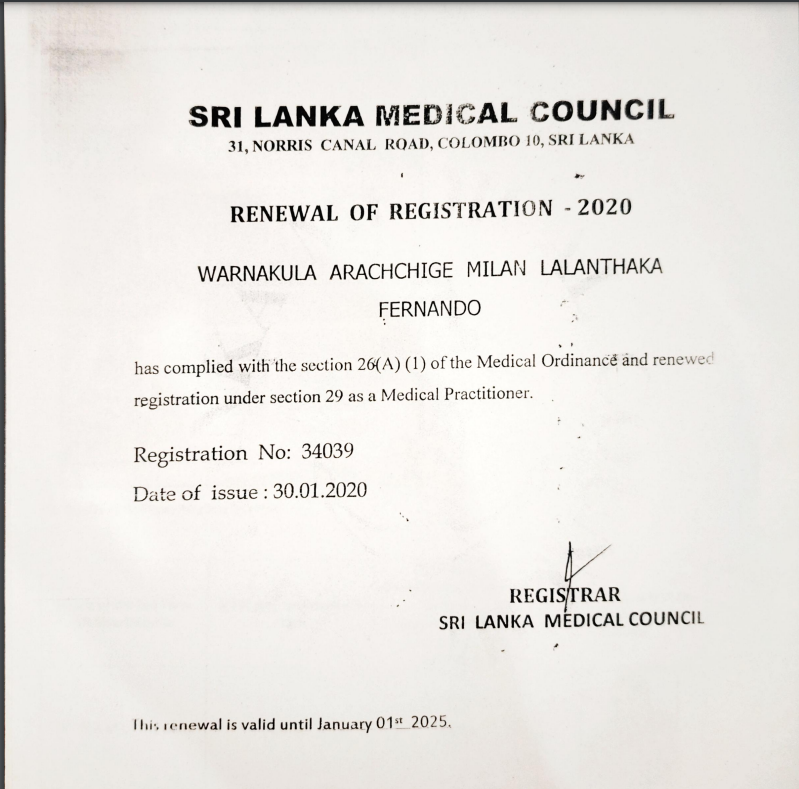 SRI LANKA MEDICAL COUNCIL
31, NORRIS CANAL ROAD, COLOMBO 10, SRI LANKA
RENEWAL OF REGISTRATION - 2020
WARNAKULA ARACHCHIGE MILAN LALANTHAKA
FERNANDO
has complied with the section 26(A) (1) of the Medical Ordinance and renewed
registration under section 29 as a Medical Practitioner.
Registration No: 34039
Date of issue : 30.01.2020
REGISTRAR
SRI LANKA MEDICAL COUNCIL
This renewal is valid until January 01st 2025.